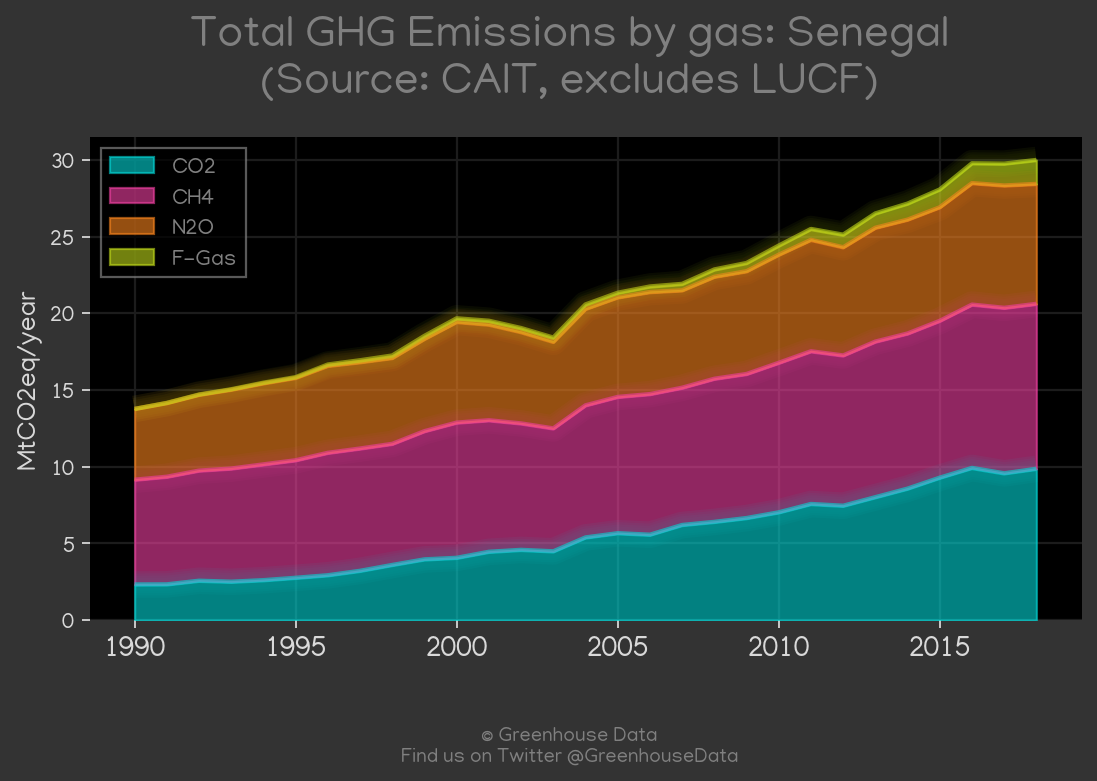 Total GHG Emissions by gas: Senegal
(Source: CAIT, excludes LUCF)
CO2
CH4
N2O
F-Gas
MtCO2eq/year
30
25
20
15
10
5
0
1990 1995 2000 2005 2010 2015
© Greenhouse Data
Find us on Twitter @GreenhouseData